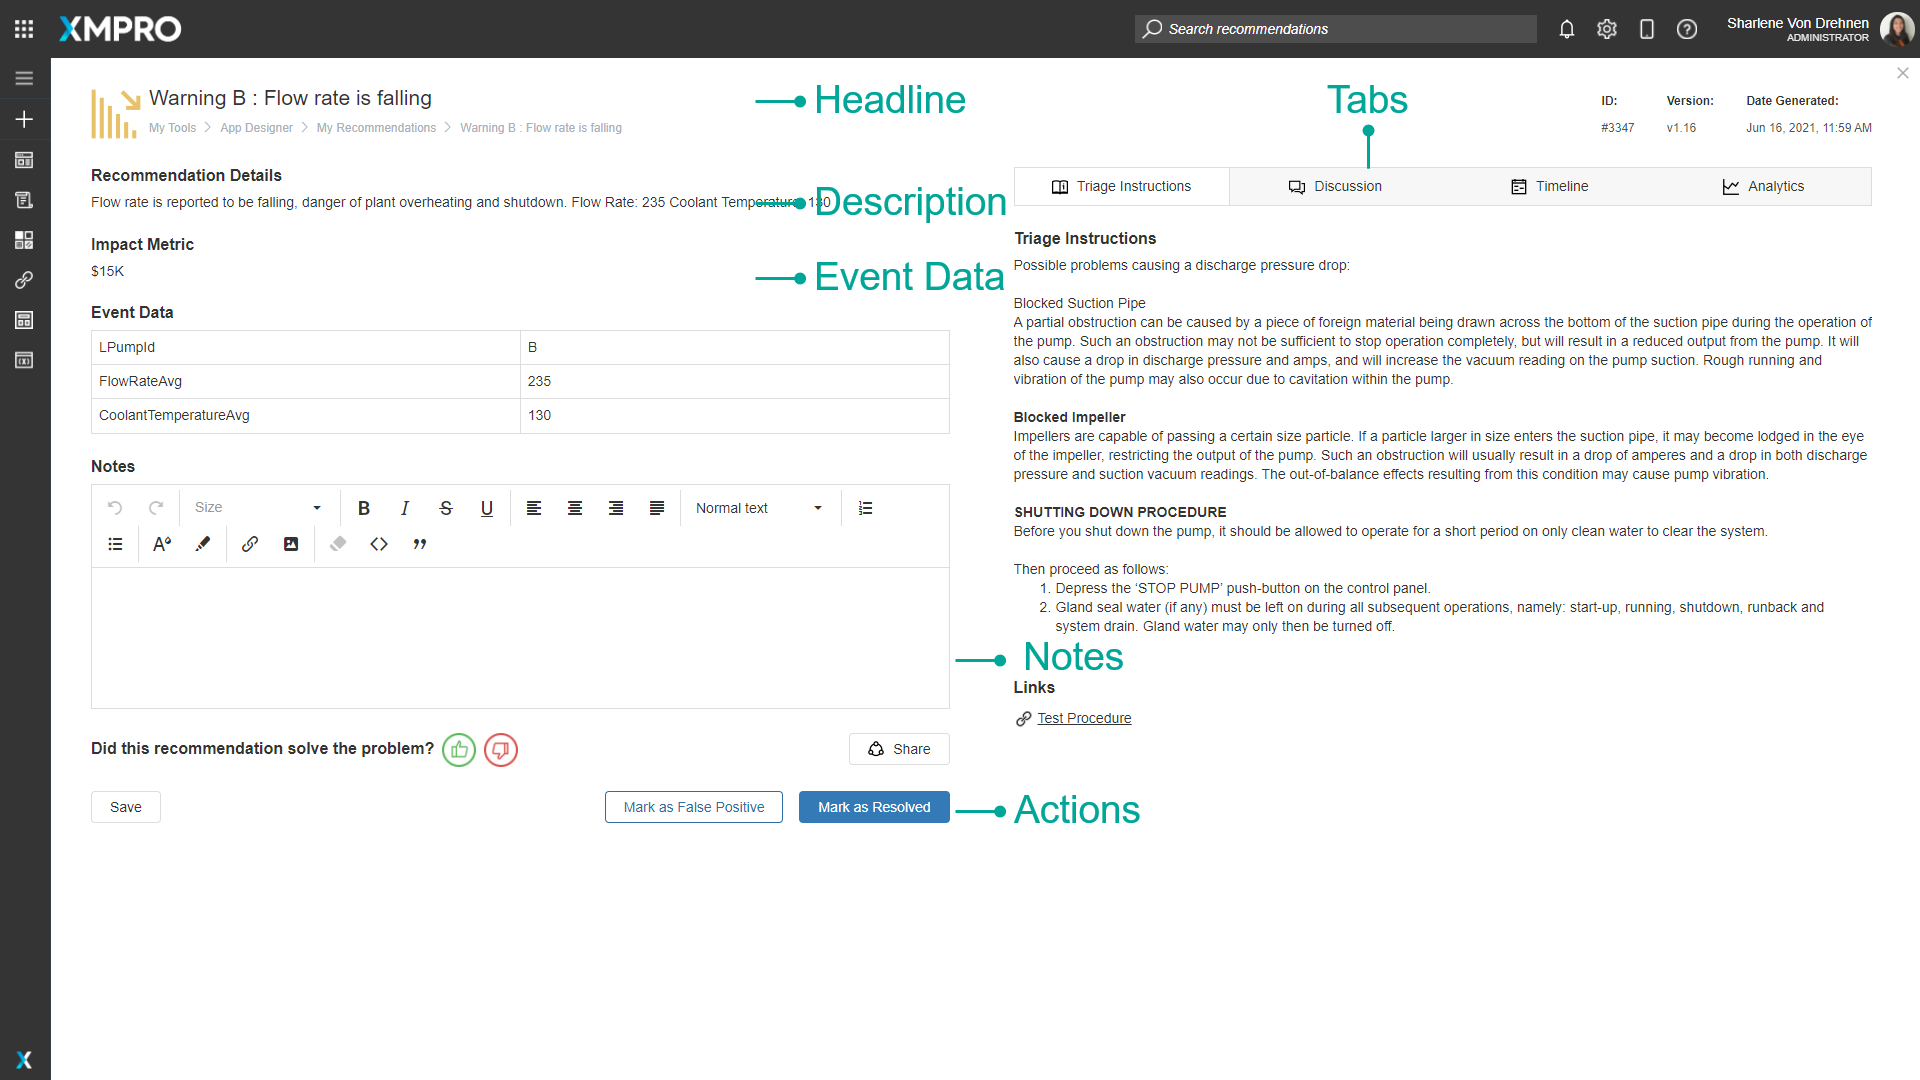 XMPRO
Search recommendations
Sharlene Von Drehnen
ADMINISTRATOR
Warning B : Flow rate is falling
My Tools
App Designer
My Recommendations
Warning B : Flow rate is falling
Headline
Tabs
ID:
Version:
Date Generated:
#3347
v1.16
Jun 16, 2021, 11:59 AM
Recommendation Details
Flow rate is reported to be falling, danger of plant overheating and shutdown. Flow Rate: 235 Coolant Temperature: 130
Description
Impact Metric
$15K
Event Data
Event Data
LPumpId
B
FlowRateAvg
235
CoolantTemperatureAvg
130
Notes
Size
B
I
S
U
Normal text
Notes
Did this recommendation solve the problem?
Share
Save
Mark as False Positive
Mark as Resolved
Actions
Triage Instructions
Discussion
Timeline
Analytics
Triage Instructions
Possible problems causing a discharge pressure drop:
Blocked Suction Pipe
A partial obstruction can be caused by a piece of foreign material being drawn across the bottom of the suction pipe during the operation of
the pump. Such an obstruction may not be sufficient to stop operation completely, but will result in a reduced output from the pump. It will
also cause a drop in discharge pressure and amps, and will increase the vacuum reading on the pump suction. Rough running and
vibration of the pump may also occur due to cavitation within the pump.
Blocked Impeller
Impellers are capable of passing a certain size particle. If a particle larger in size enters the suction pipe, it may become lodged in the eye
of the impeller, restricting the output of the pump. Such an obstruction will usually result in a drop of amperes and a drop in both discharge
pressure and suction vacuum readings. The out-of-balance effects resulting from this condition may cause pump vibration.
SHUTTING DOWN PROCEDURE
Before you shut down the pump, it should be allowed to operate for a short period on only clean water to clear the system.
Then proceed as follows:
1. Depress the ‘STOP PUMP’ push-button on the control panel.
2. Gland seal water (if any) must be left on during all subsequent operations, namely: start-up, running, shutdown, runback and
system drain. Gland water may only then be turned off.
Links
Test Procedure